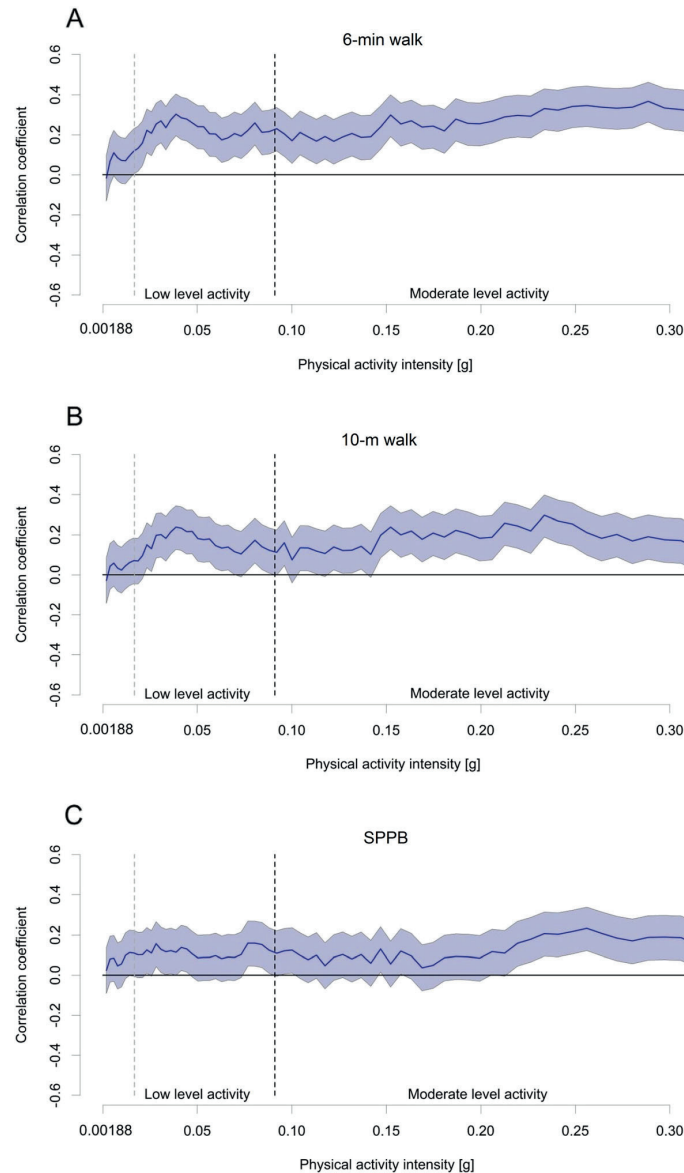 A
6-min walk
0.6
0.4
0.2
0.0
-0.2
-0.4
-0.6
Correlation coefficient
Low level activity Moderate level activity
0.00188 0.05 0.10 0.15 0.20 0.25 0.30
Physical activity intensity [g]
B
10-m walk
0.6
0.4
0.2
0.0
-0.2
-0.4
-0.6
Correlation coefficient
Low level activity Moderate level activity
0.00188 0.05 0.10 0.15 0.20 0.25 0.30
Physical activity intensity [g]
C
SPPB
0.6
0.4
0.2
0.0
-0.2
-0.4
-0.6
Correlation coefficient
Low level activity Moderate level activity
0.00188 0.05 0.10 0.15 0.20 0.25 0.30
Physical activity intensity [g]